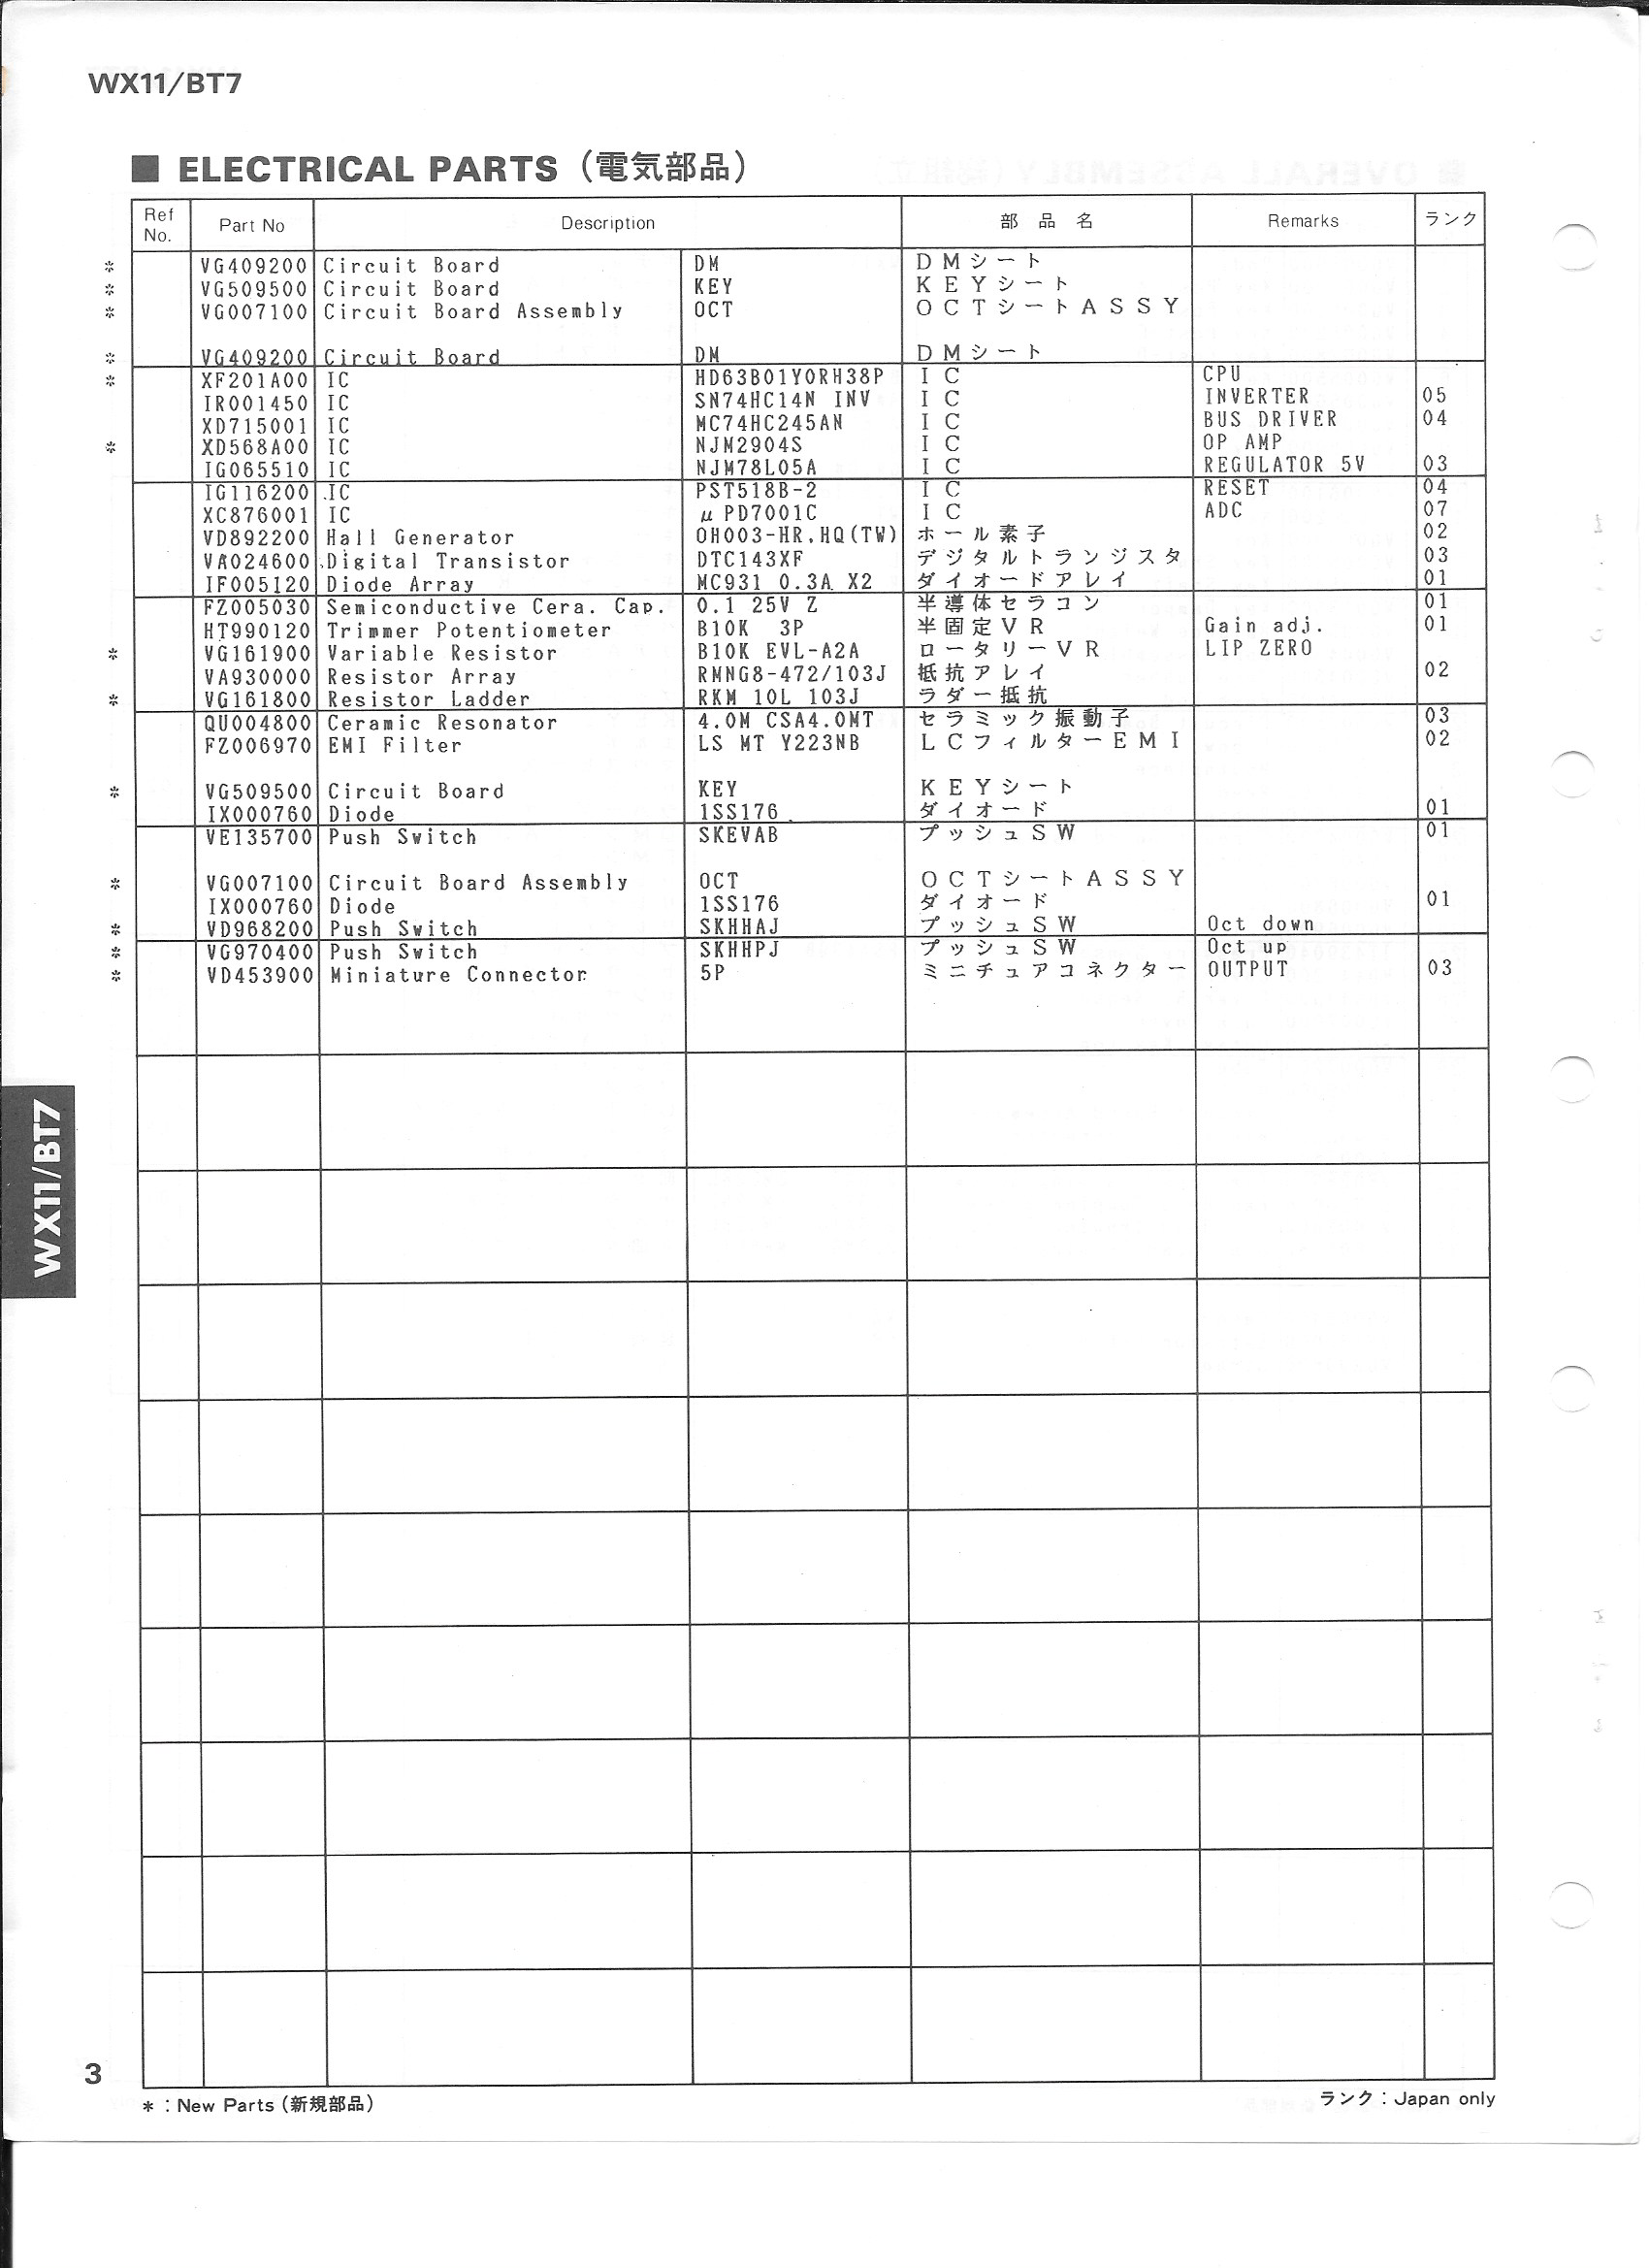 WX11/BT7
■ ELECTRICAL PARTS (電気部品)
Ref No. Part No Description 部 品 名 Remarks ランク
* VG409200 Circuit Board DM DMシート
* VG509500 Circuit Board KEY KEYシート
* VG007100 Circuit Board Assembly OCT OCTシートASSY
* VG409200 Circuit Board DM DMシート
* XF201A00 IC HD63B01Y0RH38P IC CPU
IR001450 IC SN74HC14N INV IC INVERTER 05
XD715001 IC MC74HC245AN IC BUS DRIVER 04
* XD568A00 IC NJM2904S IC OP AMP
IG065510 IC NJM78L05A IC REGULATOR 5V 03
IG116200 IC PST518B-2 IC RESET 04
XC876001 IC μPD7001C IC ADC 07
VD892200 Hall Generator OH003-HR.HQ(TW) ホール素子 02
VA024600 Digital Transistor DTC143XF デジタルトランジスタ 03
IF005120 Diode Array MC931 0.3A X2 ダイオードアレイ 01
FZ005030 Semiconductive Cera. Cap. 0.1 25V Z 半導体セラコン 01
HT990120 Trimmer Potentiometer B10K 3P 半固定VR Gain adj. 01
* VG161900 Variable Resistor B10K EVL-A2A ロータリーVR LIP ZERO
VA930000 Resistor Array RMNG8-472/103J 抵抗アレイ 02
* VG161800 Resistor Ladder RKM 10L 103J ラダー抵抗
QU004800 Ceramic Resonator 4.0M CSA4.0MT セラミック振動子 03
FZ006970 EMI Filter LS MT Y223NB LCフィルターEMI 02
* VG509500 Circuit Board KEY KEYシート
IX000760 Diode 1SS176 ダイオード 01
VE135700 Push Switch SKEVAB プッシュSW 01
* VG007100 Circuit Board Assembly OCT OCTシートASSY
IX000760 Diode 1SS176 ダイオード 01
* VD968200 Push Switch SKHHAJ プッシュSW Oct down
* VG970400 Push Switch SKHHPJ プッシュSW Oct up
* VD453900 Miniature Connector 5P ミニチュアコネクター OUTPUT 03
WX11/BT7
3
* : New Parts (新規部品) ランク : Japan only